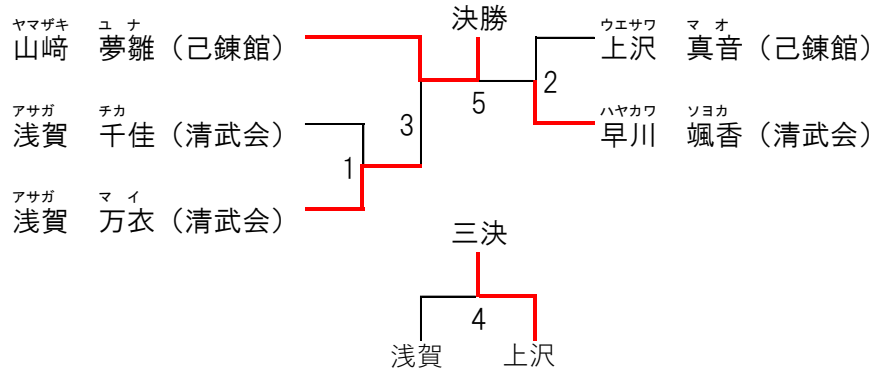 決勝
ヤマザキ ユナ
山﨑 夢雛（己錬館）
アサガ チカ
浅賀 千佳（清武会）
アサガ マイ
浅賀 万衣（清武会）
1
3
5
2
ウエサワ マオ
上沢 真音（己錬館）
ハヤカワ ソヨカ
早川 颯香（清武会）
三決
4
浅賀 上沢